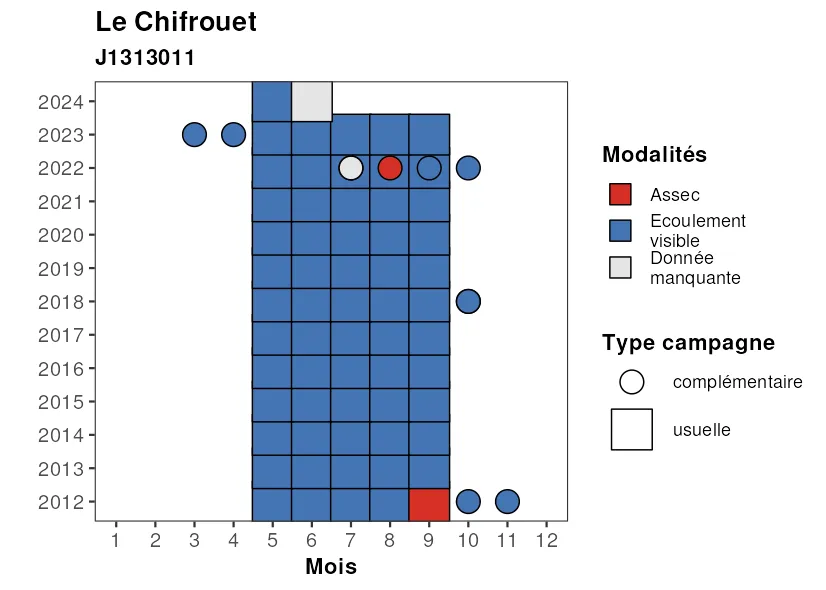 Le Chifrouet
J1313011
2024
2023
2022
2021
2020
2019
2018
2017
2016
2015
2014
2013
2012
1 2 3 4 5 6 7 8 9 10 11 12
Mois
Modalités
Assec
Ecoulement
visible
Donnée
manquante
Type campagne
complémentaire
usuelle